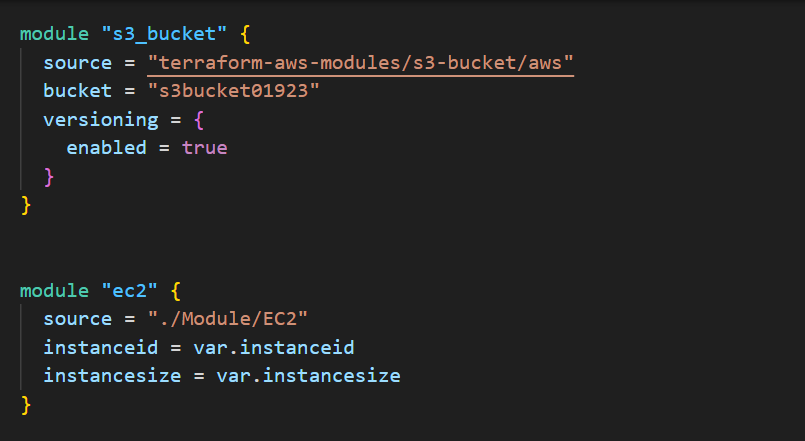 module "s3_bucket" {
  source = "terraform-aws-modules/s3-bucket/aws"
  bucket = "s3bucket01923"
  versioning = {
    enabled = true
  }
}
module "ec2" {
  source = "./Module/EC2"
  instanceid = var.instanceid
  instancesize = var.instancesize
}